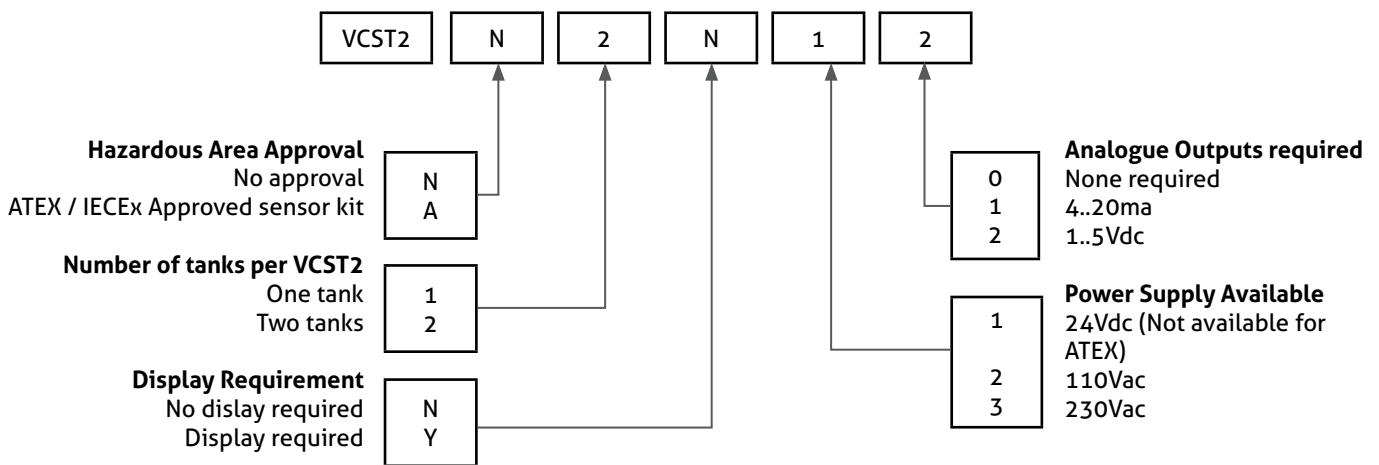 VCST2 N 2 N 1 2
Hazardous Area Approval
No approval N
ATEX / IECEx Approved sensor kit A
Number of tanks per VCST2
One tank 1
Two tanks 2
Display Requirement
No dislay required N
Display required Y
Analogue Outputs required
0 None required
1 4..20ma
2 1..5Vdc
Power Supply Available
1 24Vdc (Not available for
ATEX)
2 110Vac
3 230Vac